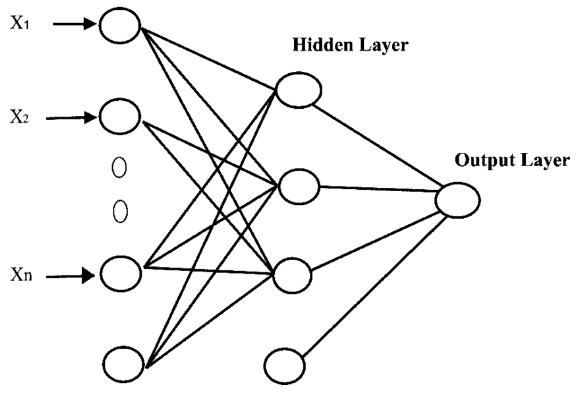 X1
Hidden Layer
X2
Output Layer
Xn